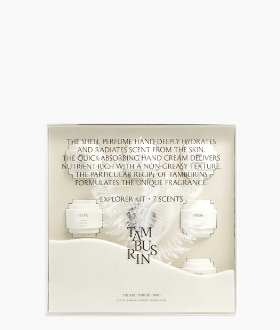 THE SHELL PERFUME HAND DEEPLY HYDRATES
AND RADIATES SCENT FROM THE SKIN.
THE QUICK-ABSORBING HAND CREAM DELIVERS
NUTRIENT-RICH WITH A NON-GREASY TEXTURE.
THE PARTICULAR RECIPE OF TAMBURINS
FORMULATES THE UNIQUE FRAGRANCE.
EXPLORER KIT - 7 SCENTS
TAM
BUS
RIN